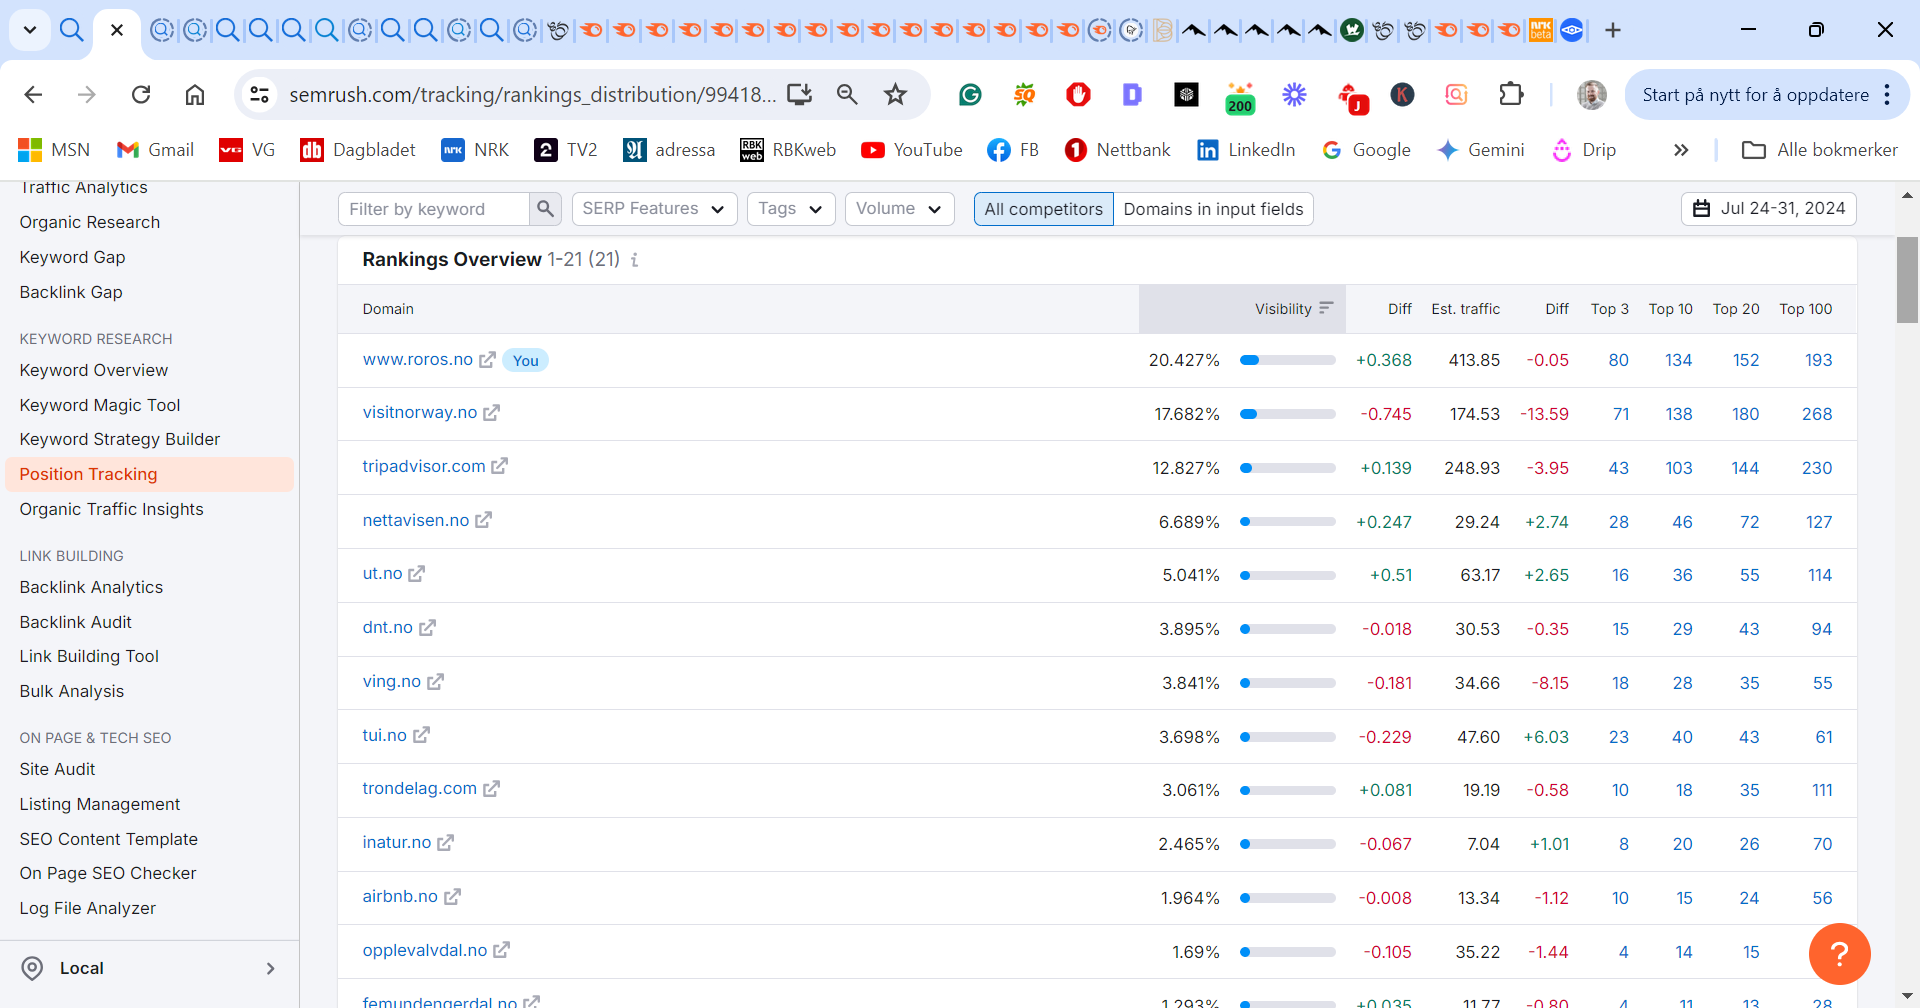 semrush.com/tracking/rankings_distribution/99418...
200
J
K
Start på nytt for å oppdatere
MSN
Gmail
VG
Dagbladet
NRK
TV2
adressa
RBKweb
YouTube
FB
Nettbank
LinkedIn
Google
Gemini
Drip
Alle bokmerker
Traffic Analytics
Organic Research
Keyword Gap
Backlink Gap
KEYWORD RESEARCH
Keyword Overview
Keyword Magic Tool
Keyword Strategy Builder
Position Tracking
Organic Traffic Insights
LINK BUILDING
Backlink Analytics
Backlink Audit
Link Building Tool
Bulk Analysis
ON PAGE & TECH SEO
Site Audit
Listing Management
SEO Content Template
On Page SEO Checker
Log File Analyzer
Local
Filter by keyword
SERP Features
Tags
Volume
All competitors
Domains in input fields
Jul 24-31, 2024
Rankings Overview 1-21 (21)
Domain Visibility Diff Est. traffic Diff Top 3 Top 10 Top 20 Top 100
www.roros.no You 20.427% +0.368 413.85 -0.05 80 134 152 193
visitnorway.no 17.682% -0.745 174.53 -13.59 71 138 180 268
tripadvisor.com 12.827% +0.139 248.93 -3.95 43 103 144 230
nettavisen.no 6.689% +0.247 29.24 +2.74 28 46 72 127
ut.no 5.041% +0.51 63.17 +2.65 16 36 55 114
dnt.no 3.895% -0.018 30.53 -0.35 15 29 43 94
ving.no 3.841% -0.181 34.66 -8.15 18 28 35 55
tui.no 3.698% -0.229 47.60 +6.03 23 40 43 61
trondelag.com 3.061% +0.081 19.19 -0.58 10 18 35 111
inatur.no 2.465% -0.067 7.04 +1.01 8 20 26 70
airbnb.no 1.964% -0.008 13.34 -1.12 10 15 24 56
opplevalvdal.no 1.69% -0.105 35.22 -1.44 4 14 15
femundengerdal.no 1.293% +0.035 11.77 -0.80 4 11 13 28
?